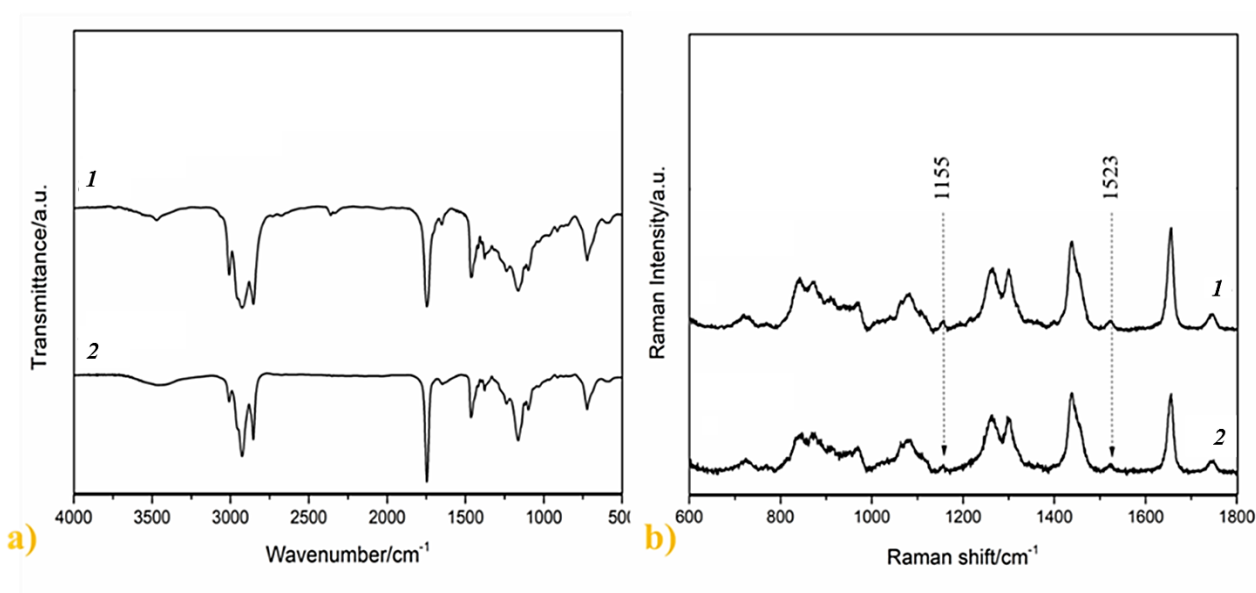 Transmittance/a.u.
1
2
4000 3500 3000 2500 2000 1500 1000 500
Wavenumber/cm⁻¹
a)
Raman Intensity/a.u.
1155
1523
1
2
600 800 1000 1200 1400 1600 1800
Raman shift/cm⁻¹
b)